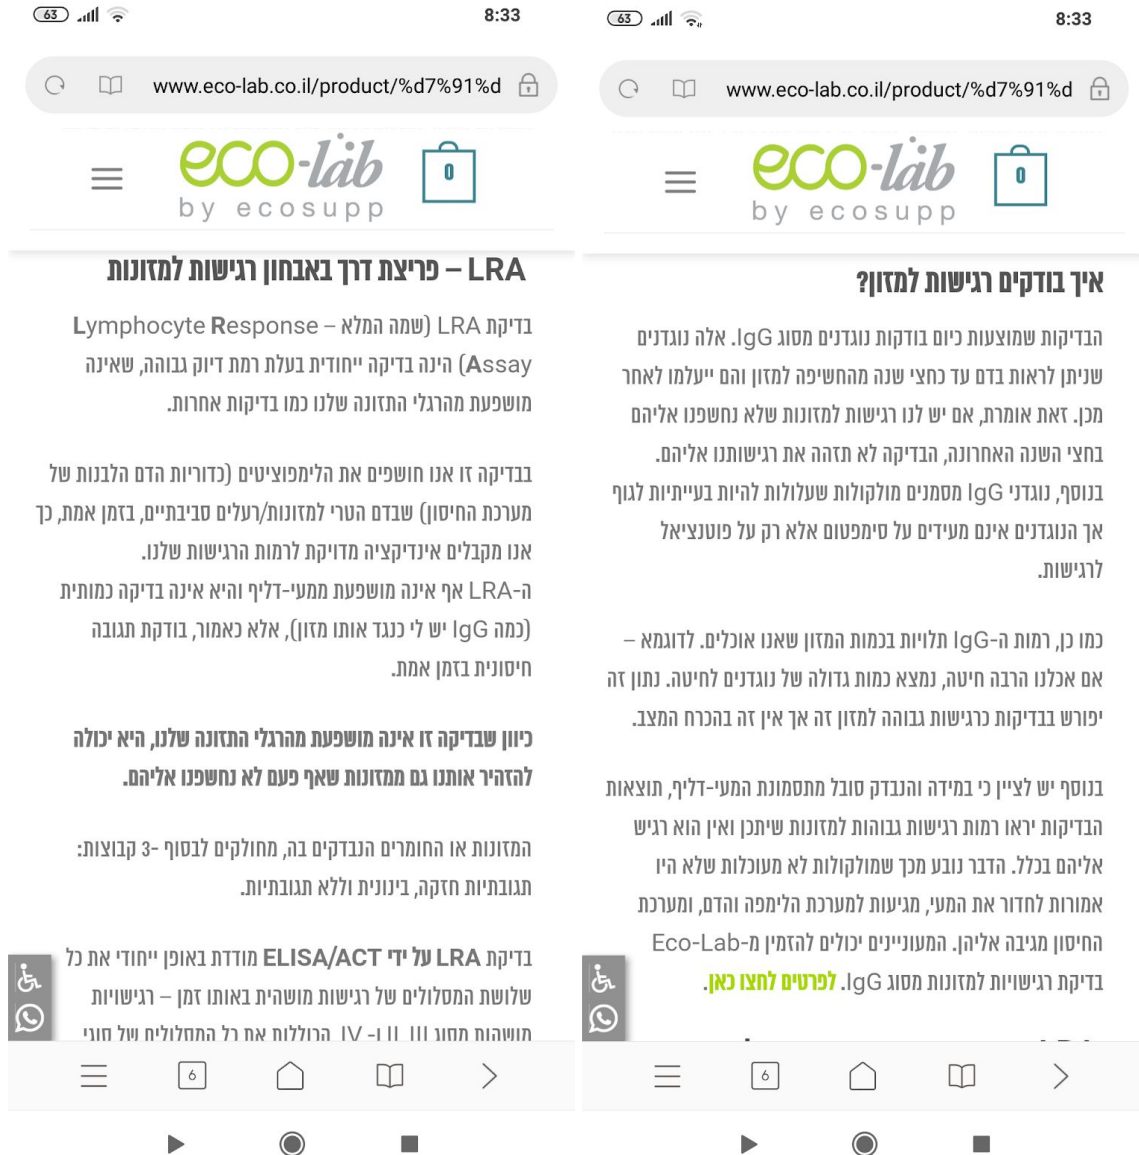 63
8:33
www.eco-lab.co.il/product/%d7%91%d
eco-lab
0
by ecosupp
LRA – פריצת דרך באבחון רגישות למזונות
בדיקת LRA (שמה המלא – Lymphocyte Response
Assay) הינה בדיקה ייחודית בעלת רמת דיוק גבוהה, שאינה
מושפעת מהרגלי התזונה שלנו כמו בדיקות אחרות.
בבדיקה זו אנו חושפים את הלימפוציטים (כדוריות הדם הלבנות של
מערכת החיסון) שבדם הטרי למזונות/רעלים סביבתיים, בזמן אמת, כך
אנו מקבלים אינדיקציה מדויקת לרמות הרגישות שלנו.
ה-LRA אף אינה מושפעת ממעי-דליף והיא אינה בדיקה כמותית
(כמה IgG יש לי כנגד אותו מזון), אלא כאמור, בודקת תגובה
חיסונית בזמן אמת.
כיוון שבדיקה זו אינה מושפעת מהרגלי התזונה שלנו, היא יכולה
להזהיר אותנו גם ממזונות שאף פעם לא נחשפנו אליהם.
המזונות או החומרים הנבדקים בה, מחולקים לבסוף -3 קבוצות:
תגובתיות חזקה, בינונית וללא תגובתיות.
בדיקת LRA על ידי ELISA/ACT מודדת באופן ייחודי את כל
שלושת המסלולים של רגישות מושהית באותו זמן – רגישויות
מושהות מסוג II, III ו- IV, הכוללות את כל המסלולים של סוגי
6
63
8:33
www.eco-lab.co.il/product/%d7%91%d
eco-lab
0
by ecosupp
איך בודקים רגישות למזון?
הבדיקות שמוצעות כיום בודקות נוגדנים מסוג IgG. אלה נוגדנים
שניתן לראות בדם עד כחצי שנה מהחשיפה למזון והם ייעלמו לאחר
מכן. זאת אומרת, אם יש לנו רגישות למזונות שלא נחשפנו אליהם
בחצי השנה האחרונה, הבדיקה לא תזהה את רגישותנו אליהם.
בנוסף, נוגדני IgG מסמנים מולקולות שעלולות להיות בעייתיות לגוף
אך הנוגדנים אינם מעידים על סימפטום אלא רק על פוטנציאל
לרגישות.
כמו כן, רמות ה-IgG תלויות בכמות המזון שאנו אוכלים. לדוגמא –
אם אכלנו הרבה חיטה, נמצא כמות גדולה של נוגדנים לחיטה. נתון זה
יפורש בבדיקות כרגישות גבוהה למזון זה אך אין זה בהכרח המצב.
בנוסף יש לציין כי במידה והנבדק סובל מתסמונת המעי-דליף, תוצאות
הבדיקות יראו רמות רגישות גבוהות למזונות שיתכן ואין הוא רגיש
אליהם בכלל. הדבר נובע מכך שמולקולות לא מעוכלות שלא היו
אמורות לחדור את המעי, מגיעות למערכת הלימפה והדם, ומערכת
החיסון מגיבה אליהן. המעוניינים יכולים להזמין מ-Eco-Lab
בדיקת רגישויות למזונות מסוג IgG. לפרטים לחצו כאן.
6